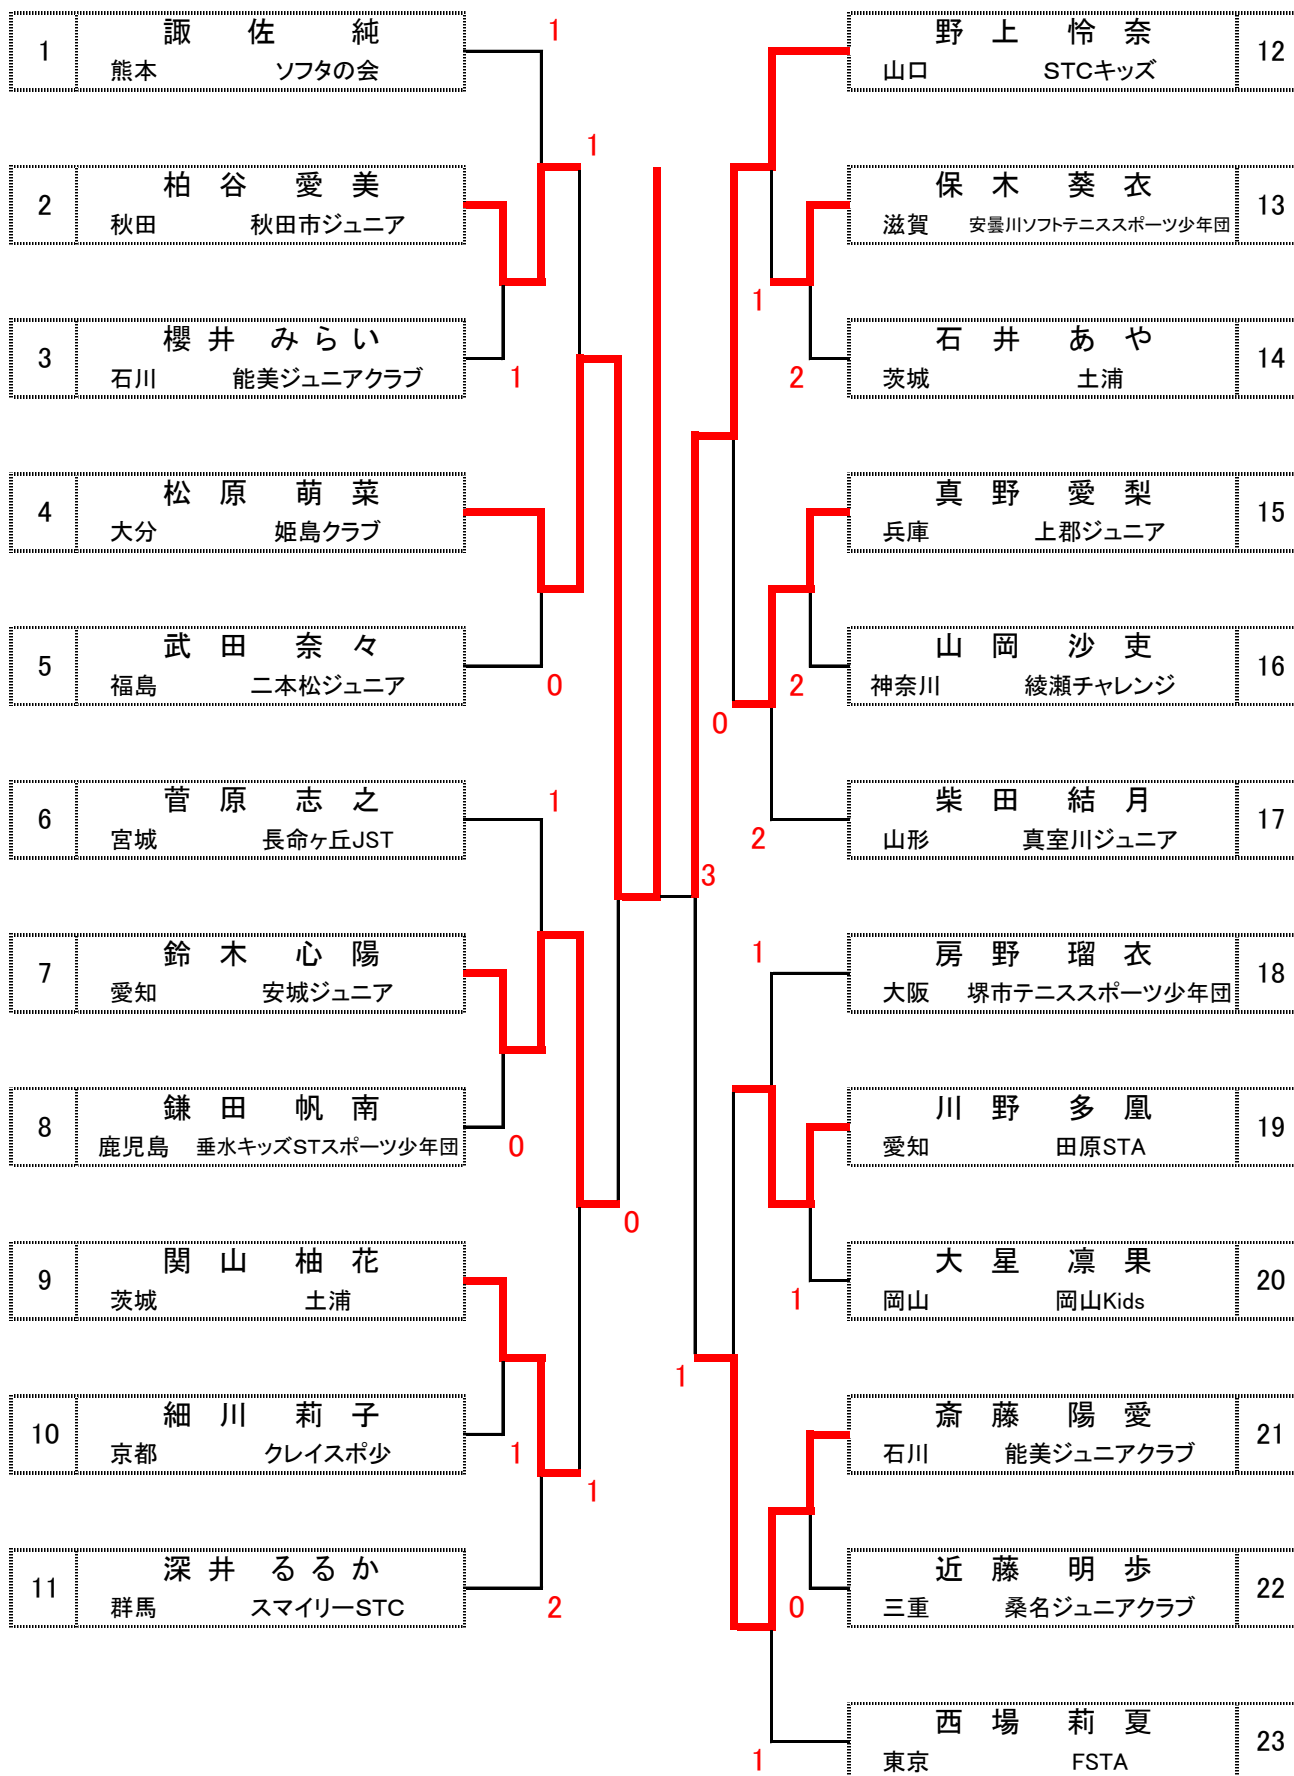 1
諏佐 純
熊本 ソフタの会
1
1
2
柏谷 愛美
秋田 秋田市ジュニア
3
櫻井 みらい
石川 能美ジュニアクラブ
1
4
松原 萌菜
大分 姫島クラブ
5
武田 奈々
福島 二本松ジュニア
0
6
菅原 志之
宮城 長命ヶ丘JST
1
7
鈴木 心陽
愛知 安城ジュニア
8
鎌田 帆南
鹿児島 垂水キッズSTスポーツ少年団
0
0
9
関山 柚花
茨城 土浦
10
細川 莉子
京都 クレイスポ少
1
1
11
深井 るるか
群馬 スマイリーSTC
2
野上 怜奈
山口 STCキッズ
12
保木 葵衣
滋賀 安曇川ソフトテニススポーツ少年団
13
1
石井 あや
茨城 土浦
14
2
真野 愛梨
兵庫 上郡ジュニア
15
山岡 沙吏
神奈川 綾瀬チャレンジ
16
2
0
柴田 結月
山形 真室川ジュニア
17
2
3
房野 瑠衣
大阪 堺市テニススポーツ少年団
18
1
川野 多凰
愛知 田原STA
19
大星 凛果
岡山 岡山Kids
20
1
1
斎藤 陽愛
石川 能美ジュニアクラブ
21
近藤 明歩
三重 桑名ジュニアクラブ
22
0
西場 莉夏
東京 FSTA
23
1